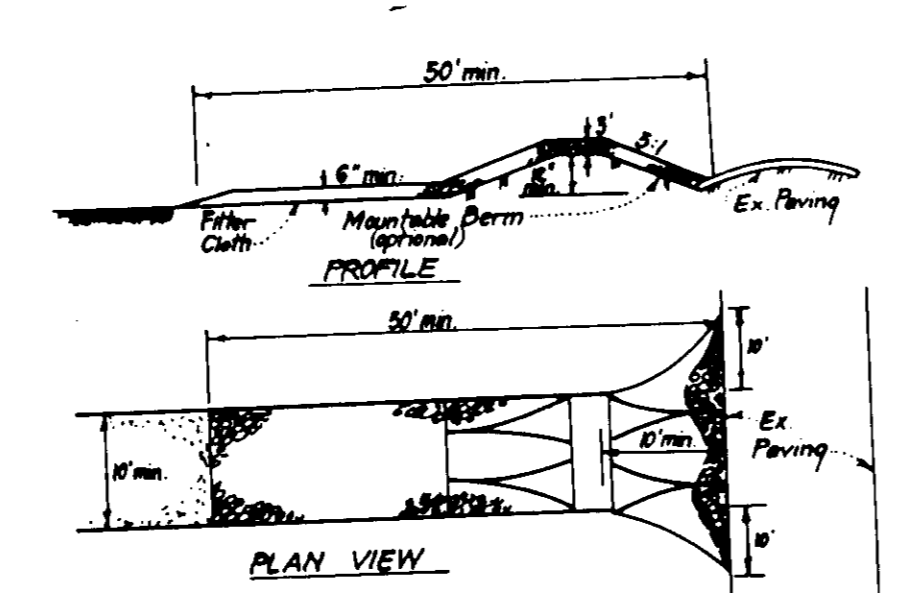 50' min.
3'
5:1
6" min.
12"
min.
Filter
Cloth
Mountable Berm
(optional)
Ex. Paving
PROFILE
50' min.
10'
Ex.
Paving
10' min.
10' min.
10'
PLAN VIEW